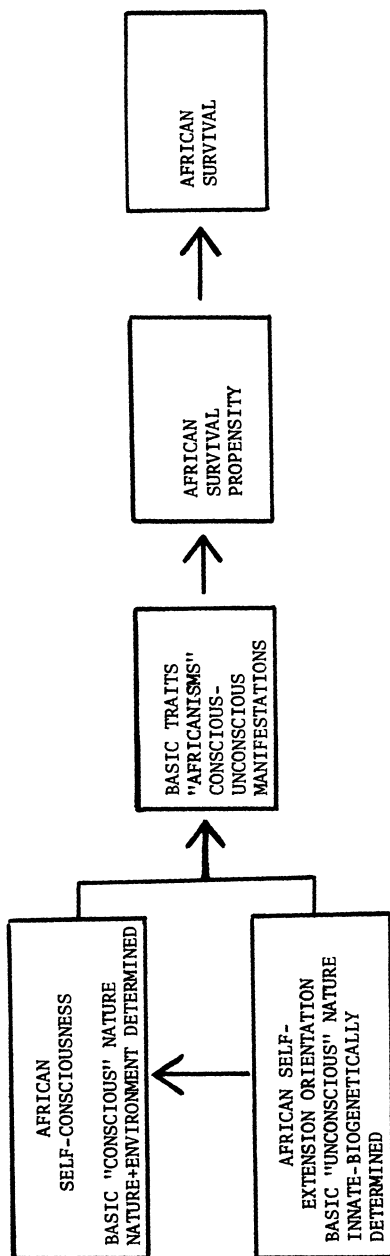 AFRICAN
SELF-CONSCIOUSNESS
BASIC "CONSCIOUS" NATURE
NATURE+ENVIRONMENT DETERMINED
AFRICAN SELF-
EXTENSION ORIENTATION
BASIC "UNCONSCIOUS" NATURE
INNATE-BIOGENETICALLY
DETERMINED
BASIC TRAITS
"AFRICANISMS"
CONSCIOUS-
UNCONSCIOUS
MANIFESTATIONS
AFRICAN
SURVIVAL
PROPENSITY
AFRICAN
SURVIVAL